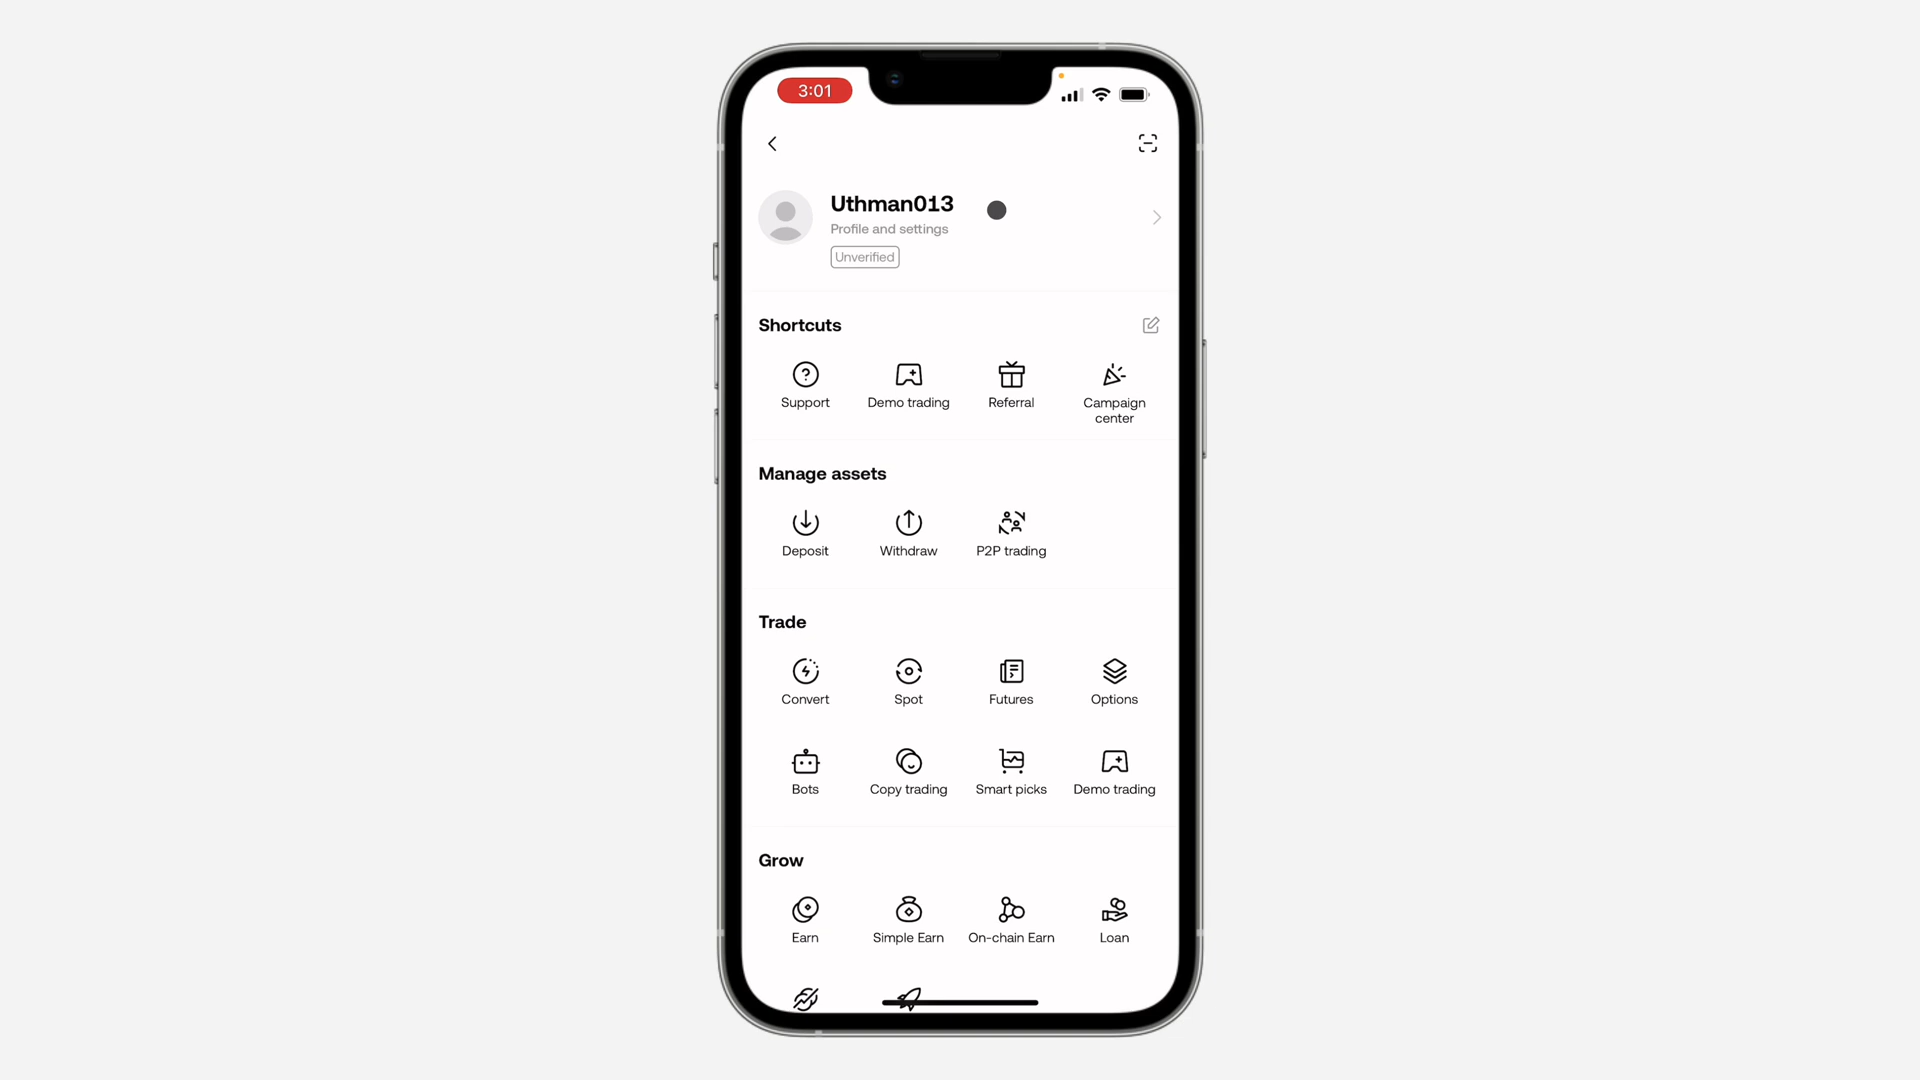 3:01
Uthman013
Profile and settings
Unverified
Shortcuts
Support Demo trading Referral Campaign center
Manage assets
Deposit Withdraw P2P trading
Trade
Convert Spot Futures Options
Bots Copy trading Smart picks Demo trading
Grow
Earn Simple Earn On-chain Earn Loan